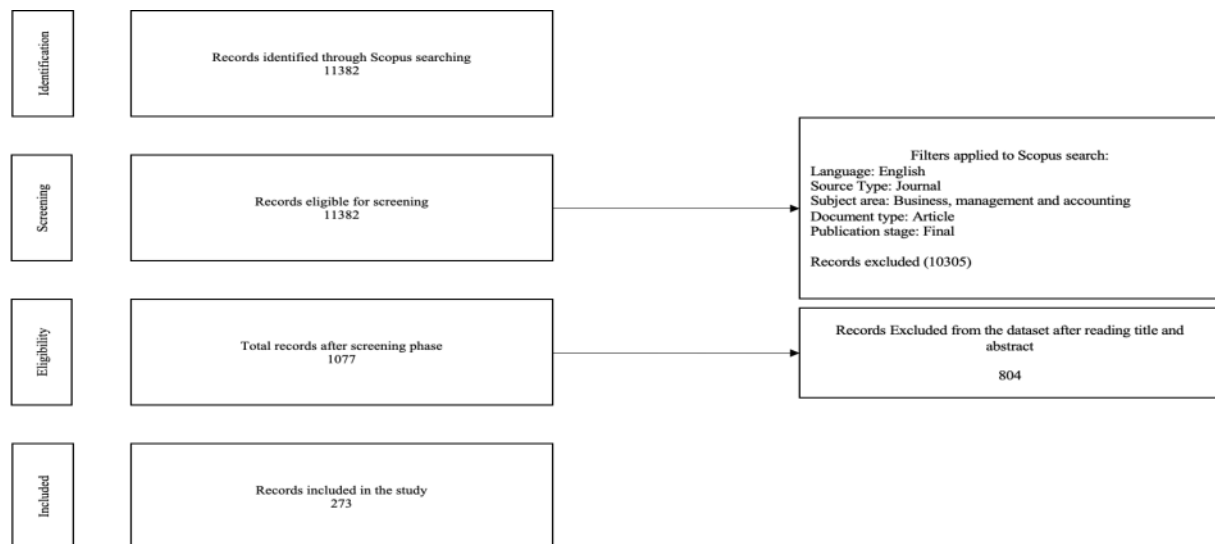 Identification
Records identified through Scopus searching
11382
Screening
Records eligible for screening
11382
Filters applied to Scopus search:
Language: English
Source Type: Journal
Subject area: Business, management and accounting
Document type: Article
Publication stage: Final
Records excluded (10305)
Eligibility
Total records after screening phase
1077
Records Excluded from the dataset after reading title and
abstract
804
Included
Records included in the study
273